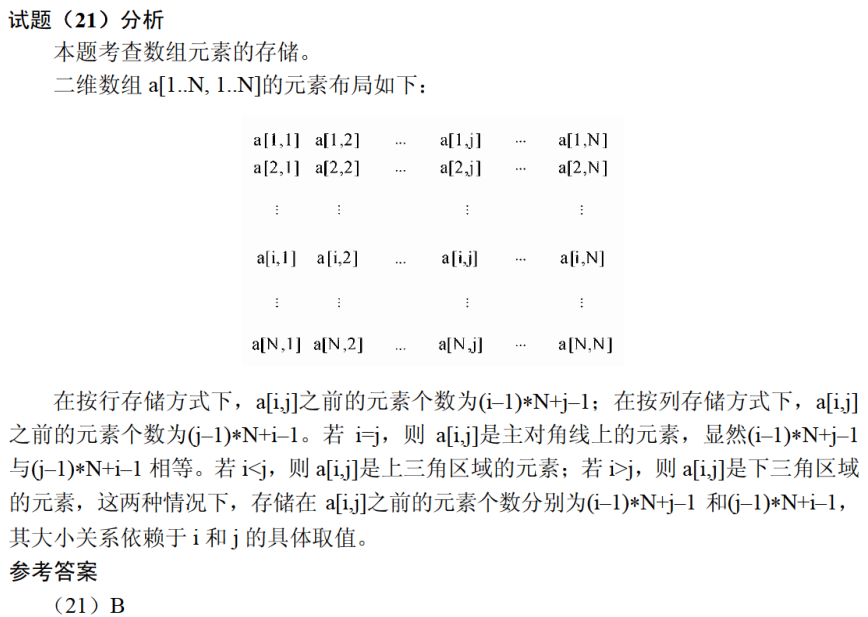 试题（21）分析
本题考查数组元素的存储。
二维数组 a[1..N, 1..N]的元素布局如下：
a[1,1] a[1,2] ... a[1,j] ... a[1,N]
a[2,1] a[2,2] ... a[2,j] ... a[2,N]
⋮ ⋮ ⋮ ⋮
a[i,1] a[i,2] ... a[i,j] ... a[i,N]
⋮ ⋮ ⋮ ⋮
a[N,1] a[N,2] ... a[N,j] ... a[N,N]
在按行存储方式下，a[i,j]之前的元素个数为(i–1)*N+j–1；在按列存储方式下，a[i,j]
之前的元素个数为(j–1)*N+i–1。若 i=j，则 a[i,j]是主对角线上的元素，显然(i–1)*N+j–1
与(j–1)*N+i–1 相等。若 i<j，则 a[i,j]是上三角区域的元素；若 i>j，则 a[i,j]是下三角区域
的元素，这两种情况下，存储在 a[i,j]之前的元素个数分别为(i–1)*N+j–1 和(j–1)*N+i–1，
其大小关系依赖于 i 和 j 的具体取值。
参考答案
（21）B